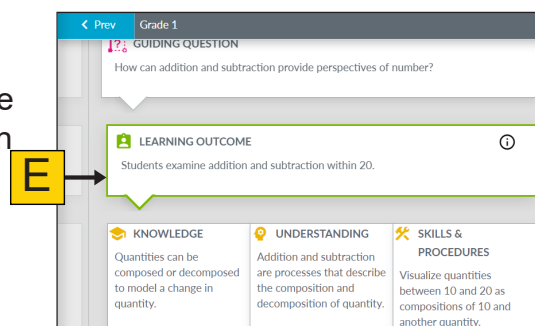 Prev Grade 1
GUIDING QUESTION
How can addition and subtraction provide perspectives of number?
LEARNING OUTCOME
Students examine addition and subtraction within 20.
E
KNOWLEDGE
Quantities can be
composed or decomposed
to model a change in
quantity.
UNDERSTANDING
Addition and subtraction
are processes that describe
the composition and
decomposition of quantity.
SKILLS &
PROCEDURES
Visualize quantities
between 10 and 20 as
compositions of 10 and
another quantity.